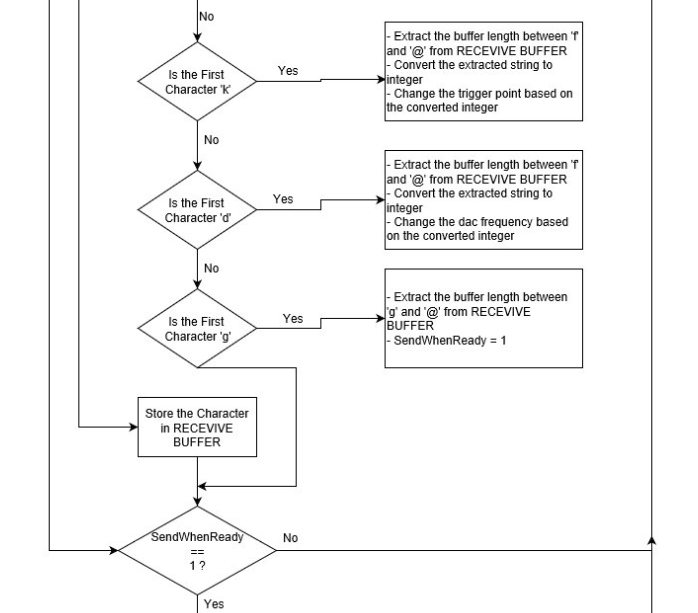 No
Is the First
Character 'k'
Yes
- Extract the buffer length between 'f'
and '@' from RECEVIVE BUFFER
- Convert the extracted string to
integer
- Change the trigger point based on
the converted integer
No
Is the First
Character 'd'
Yes
- Extract the buffer length between 'f'
and '@' from RECEVIVE BUFFER
- Convert the extracted string to
integer
- Change the dac frequency based
on the converted integer
No
Is the First
Character 'g'
Yes
- Extract the buffer length between
'g' and '@' from RECEVIVE
BUFFER
- SendWhenReady = 1
Store the Character
in RECEVIVE
BUFFER
SendWhenReady
==
1 ?
No
Yes